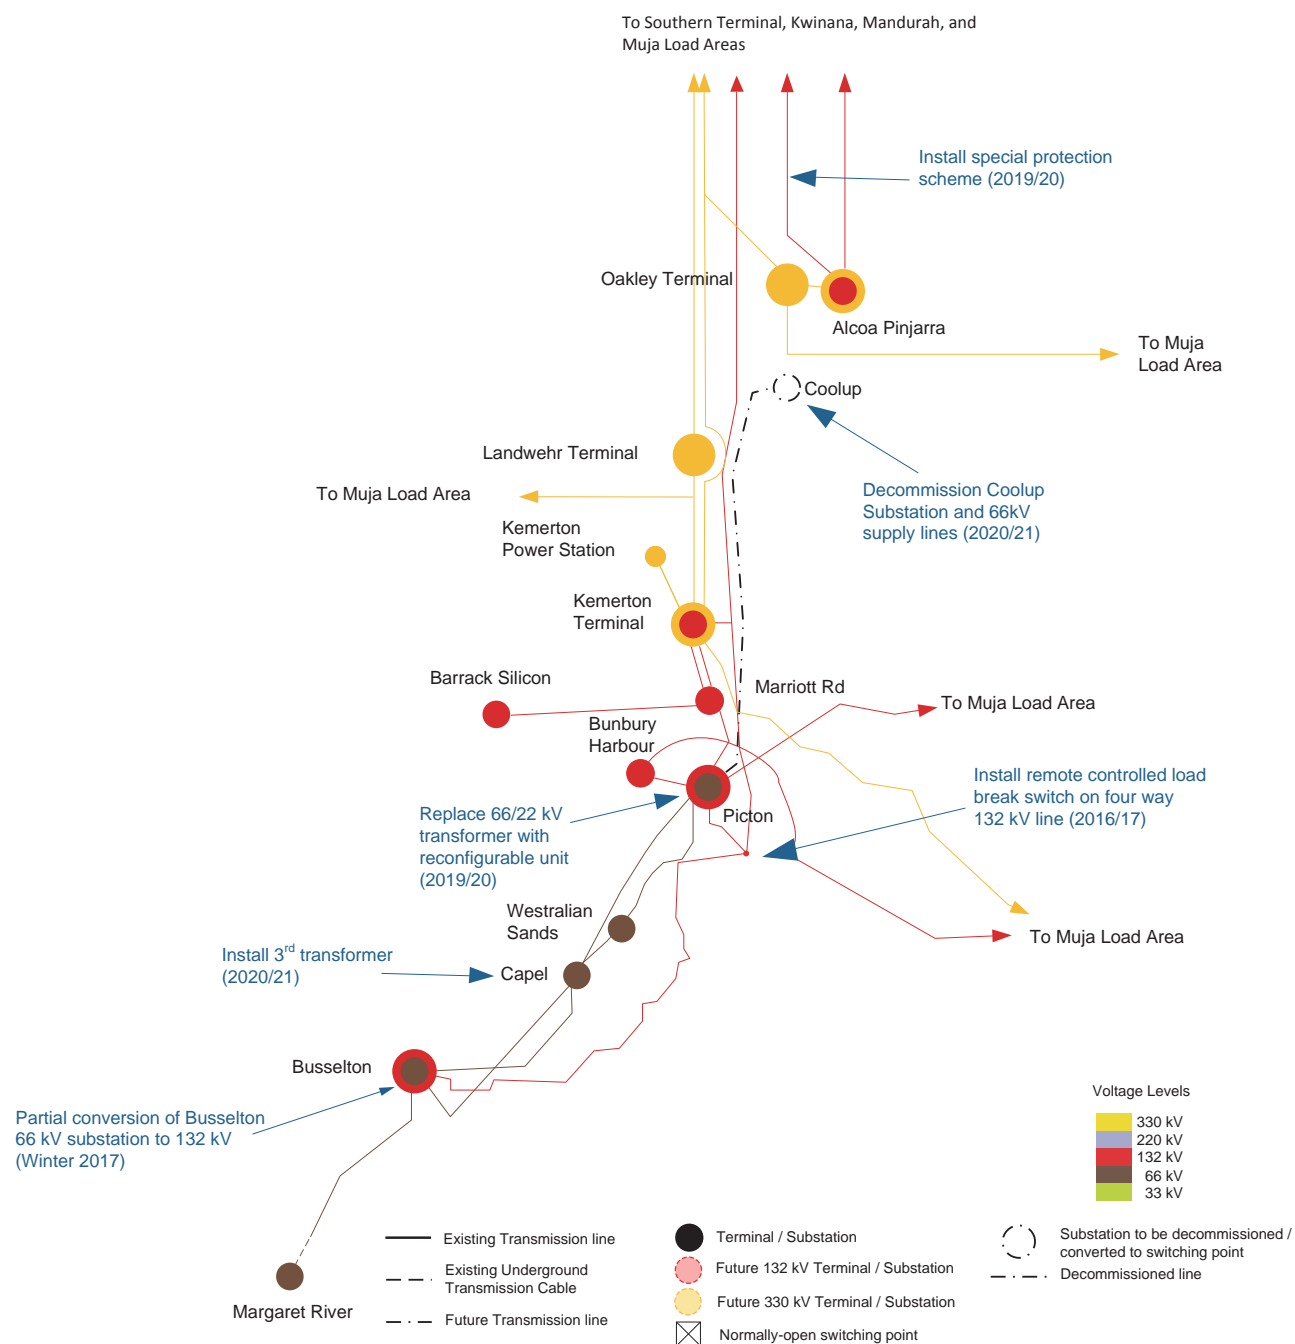 To Southern Terminal, Kwinana, Mandurah, and
Muja Load Areas
Install special protection
scheme (2019/20)
Oakley Terminal
Alcoa Pinjarra
To Muja
Load Area
Coolup
Landwehr Terminal
To Muja Load Area
Decommission Coolup
Substation and 66kV
supply lines (2020/21)
Kemerton
Power Station
Kemerton
Terminal
Barrack Silicon
Marriott Rd
To Muja Load Area
Bunbury
Harbour
Install remote controlled load
break switch on four way
132 kV line (2016/17)
Replace 66/22 kV
transformer with
reconfigurable unit
(2019/20)
Picton
Westralian
Sands
To Muja Load Area
Install 3rd transformer
(2020/21)
Capel
Busselton
Partial conversion of Busselton
66 kV substation to 132 kV
(Winter 2017)
Margaret River
Voltage Levels
330 kV
220 kV
132 kV
66 kV
33 kV
Existing Transmission line
Existing Underground
Transmission Cable
Future Transmission line
Terminal / Substation
Future 132 kV Terminal / Substation
Future 330 kV Terminal / Substation
Normally-open switching point
Substation to be decommissioned /
converted to switching point
Decommissioned line